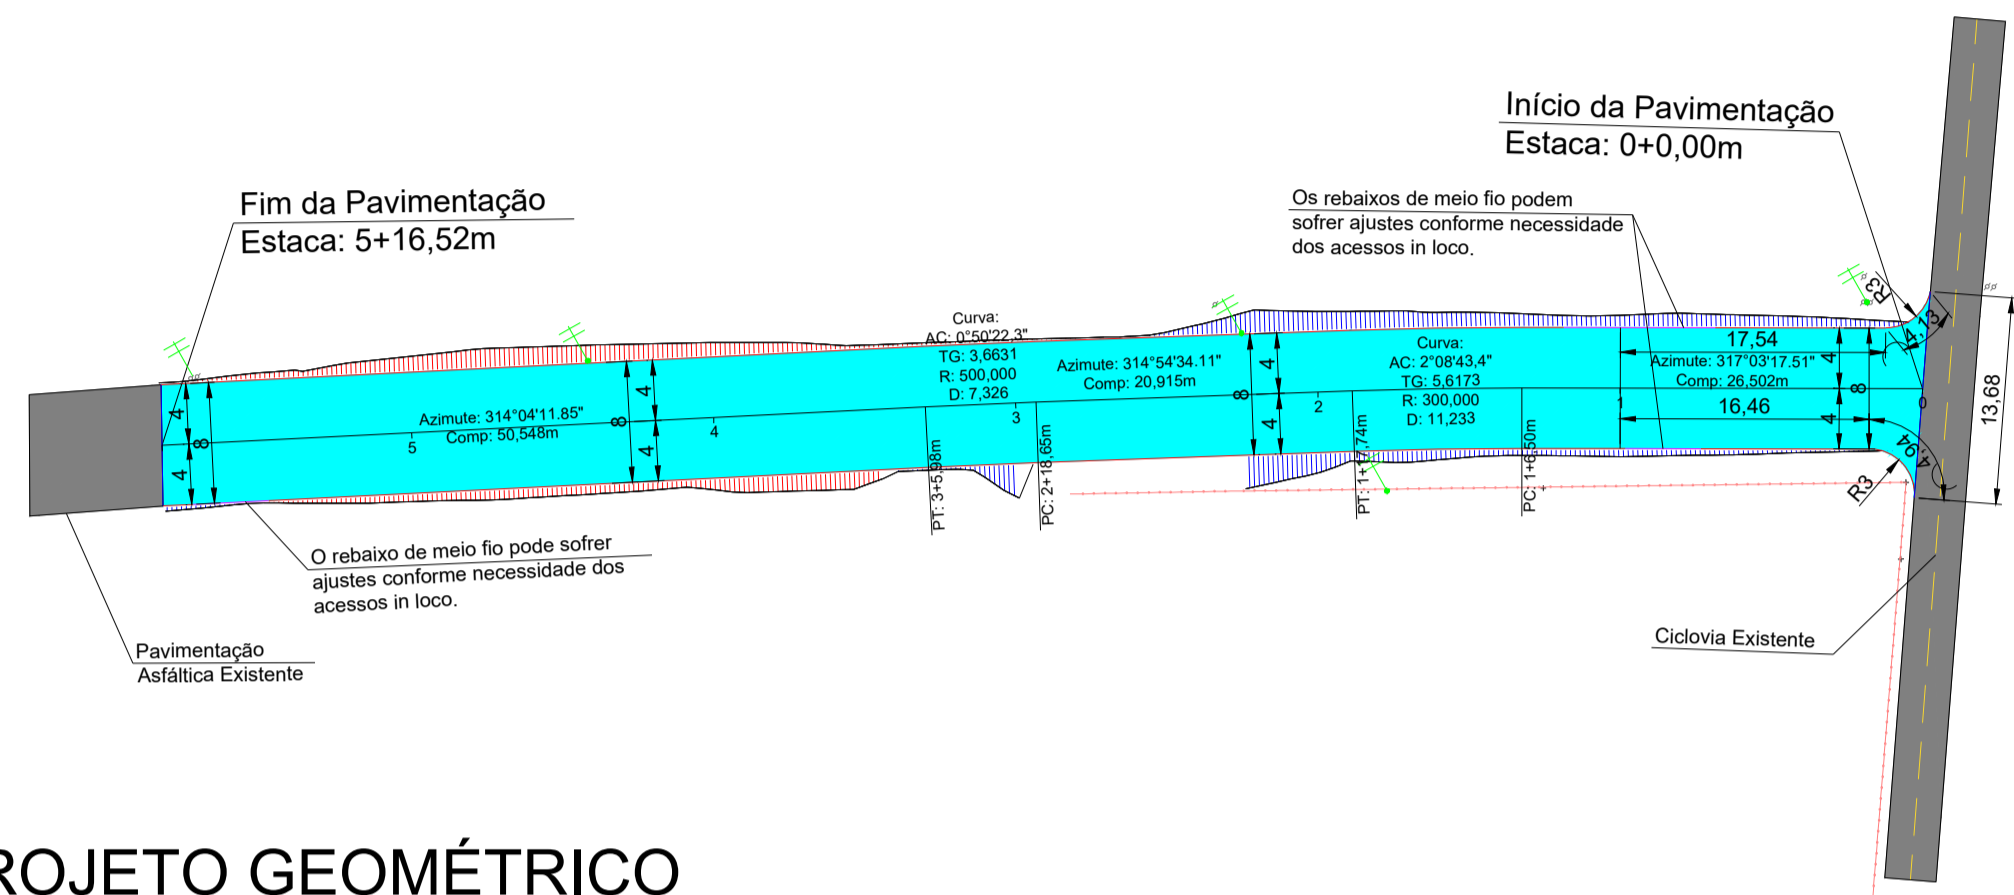 Início da Pavimentação
Estaca: 0+0,00m
Fim da Pavimentação
Estaca: 5+16,52m
Os rebaixos de meio fio podem
sofrer ajustes conforme necessidade
dos acessos in loco.
R3
4,13
13,68
Curva:
AC: 0°50'22,3"
TG: 3,6631
R: 500,000
D: 7,326
Azimute: 314°54'34.11"
Comp: 20,915m
Curva:
AC: 2°08'43,4"
TG: 5,6173
R: 300,000
D: 11,233
17,54
Azimute: 317°03'17.51"
Comp: 26,502m
16,46
Azimute: 314°04'11.85"
Comp: 50,548m
4
4
8
4
4
8
4
4
8
4
4
8
5
4
3
2
1
0
PT: 3+5,98m
PC: 2+18,65m
PT: 1+17,74m
PC: 1+6,50m
4,94
R3
O rebaixo de meio fio pode sofrer
ajustes conforme necessidade dos
acessos in loco.
Pavimentação
Asfáltica Existente
Ciclovia Existente
ROJETO GEOMÉTRICO